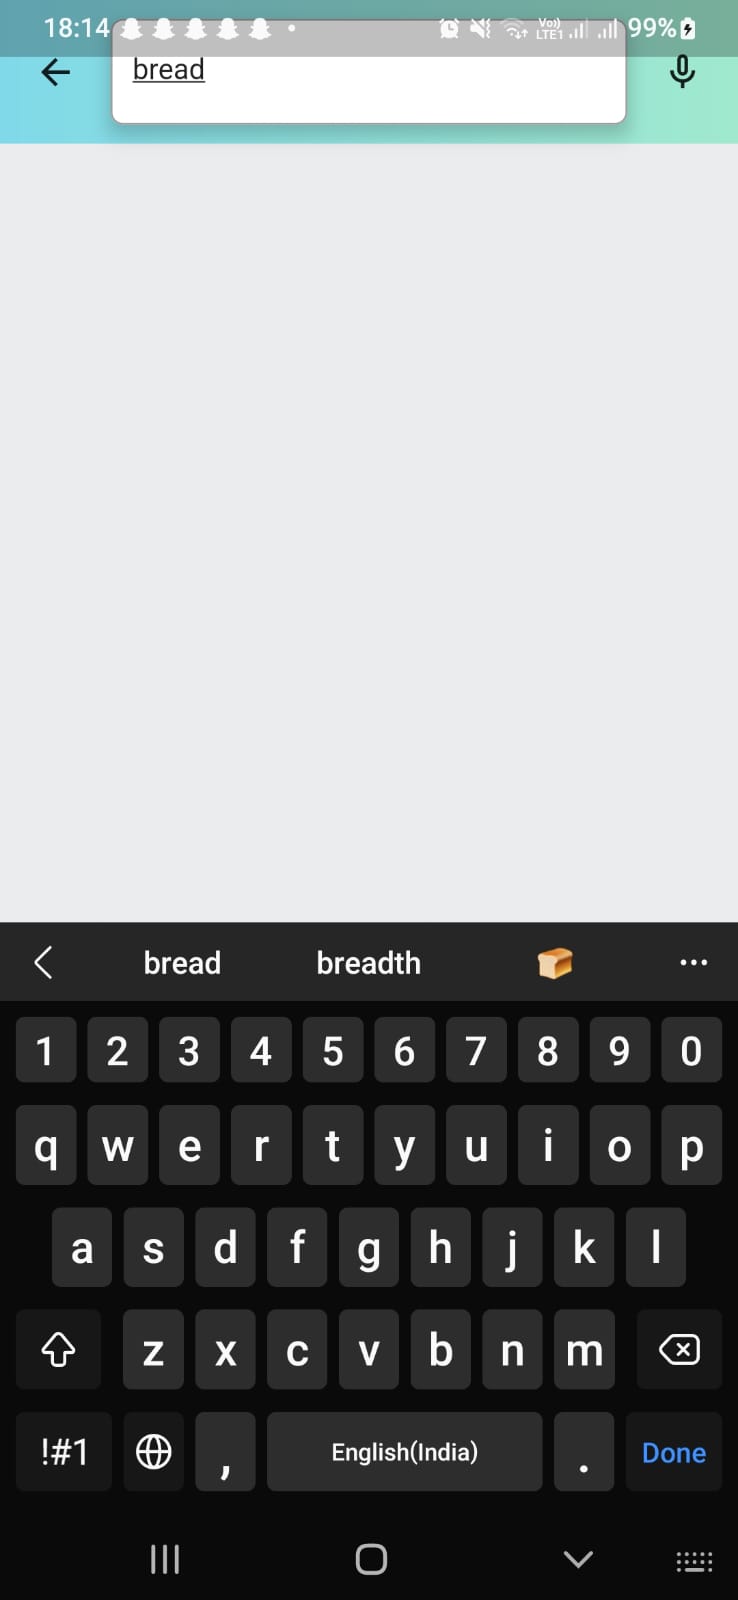 18:14
Vo)) LTE1
99%
bread
bread breadth
1 2 3 4 5 6 7 8 9 0
q w e r t y u i o p
a s d f g h j k l
z x c v b n m
!#1 , English(India) . Done